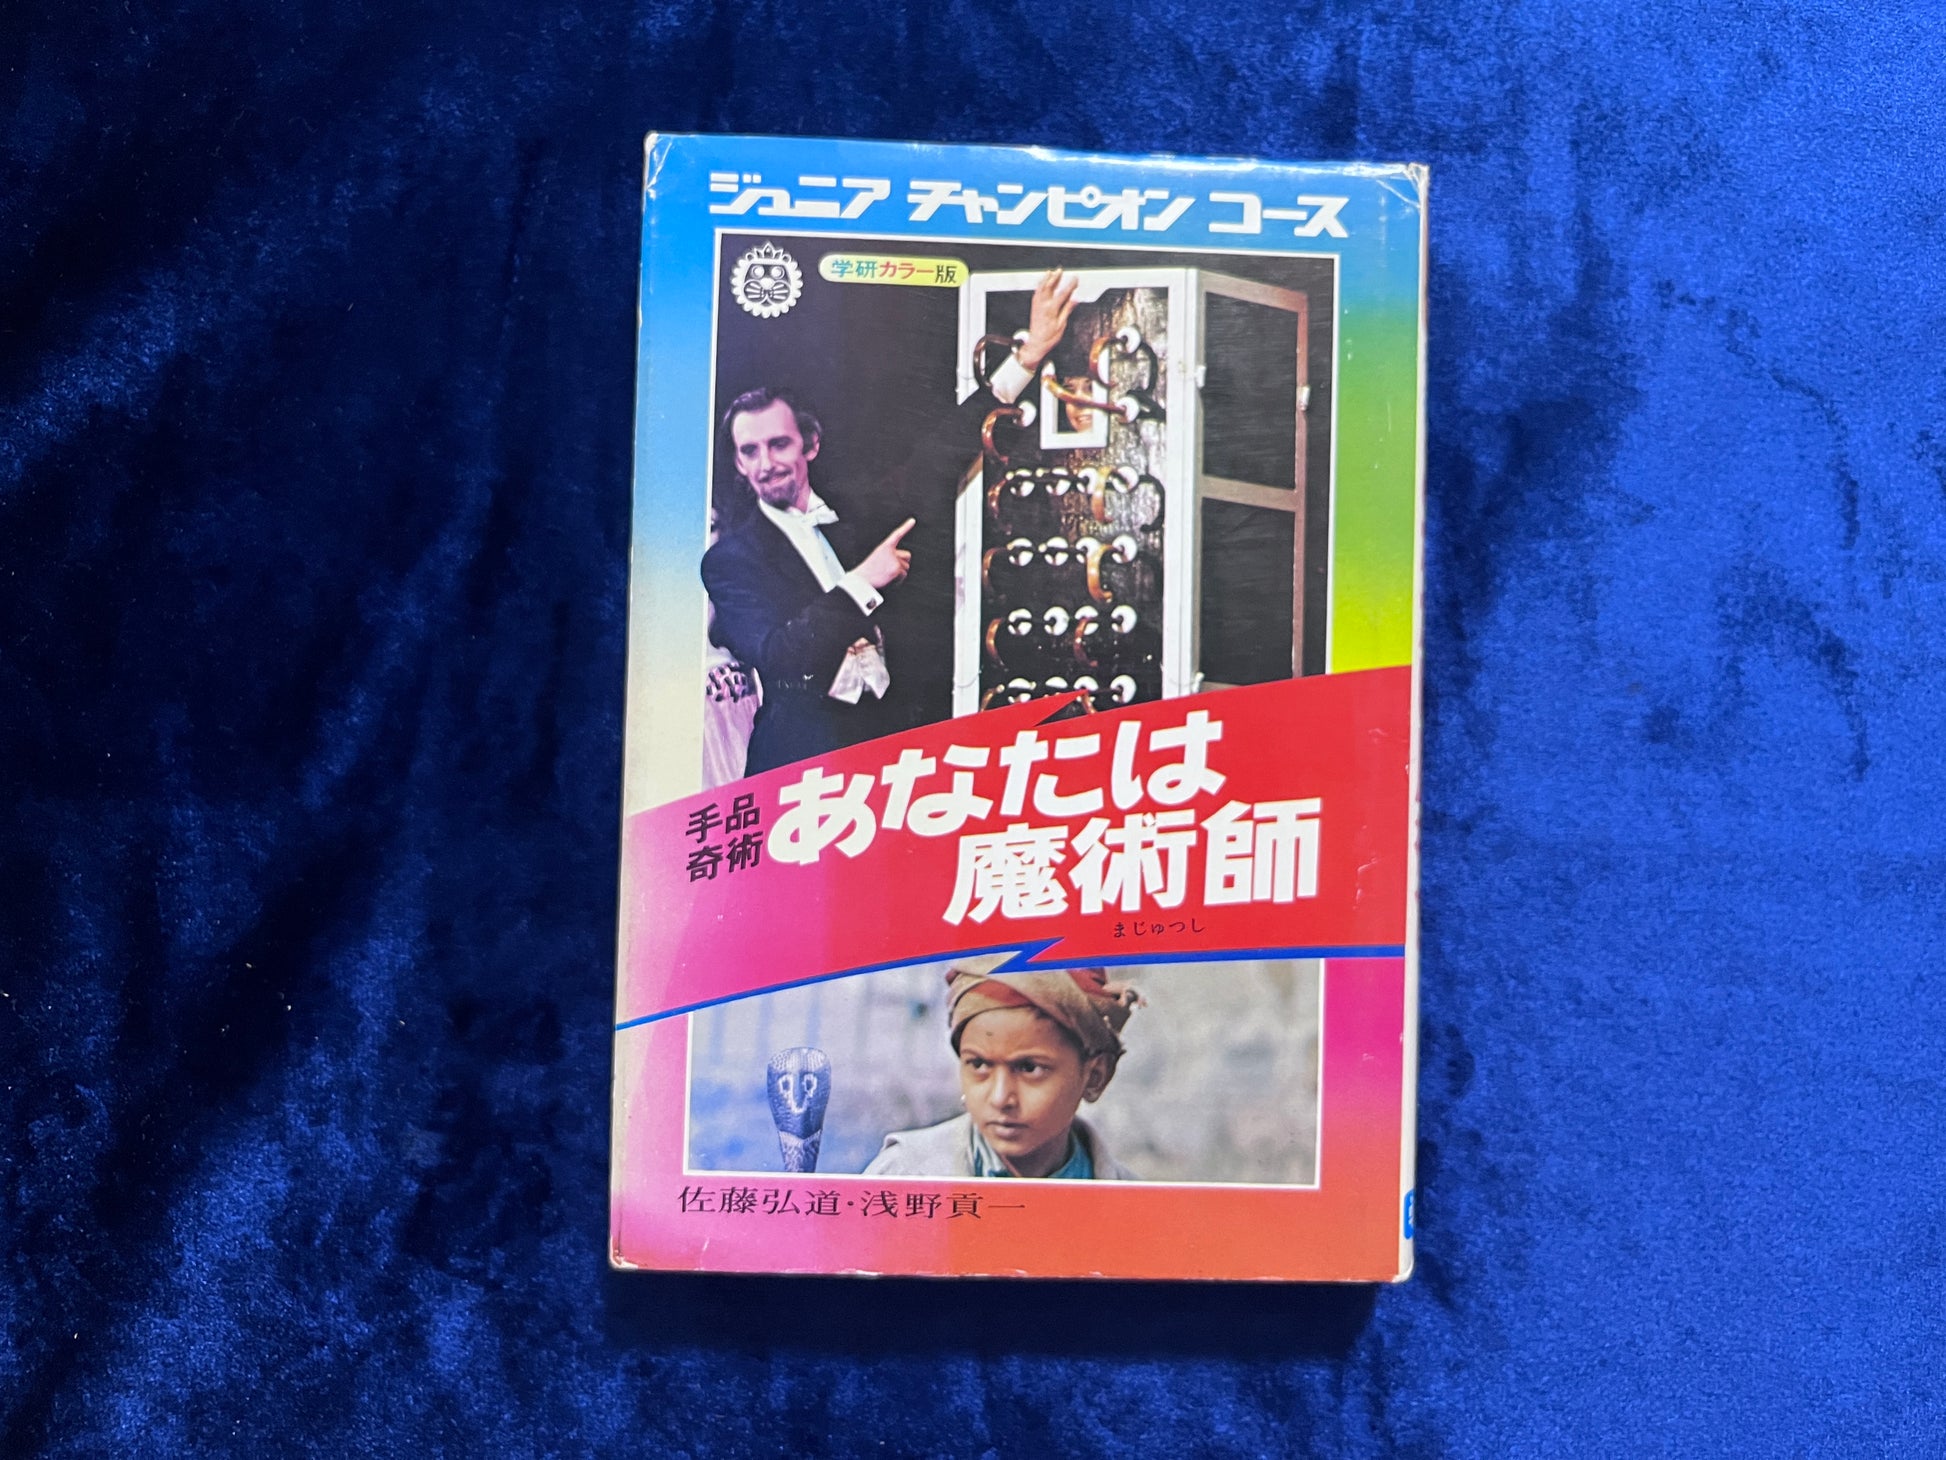 ジュニア チャンピオン コース
学研カラー版
手品
奇術
あなたは
魔術師
まじゅつし
佐藤弘道・浅野貢一